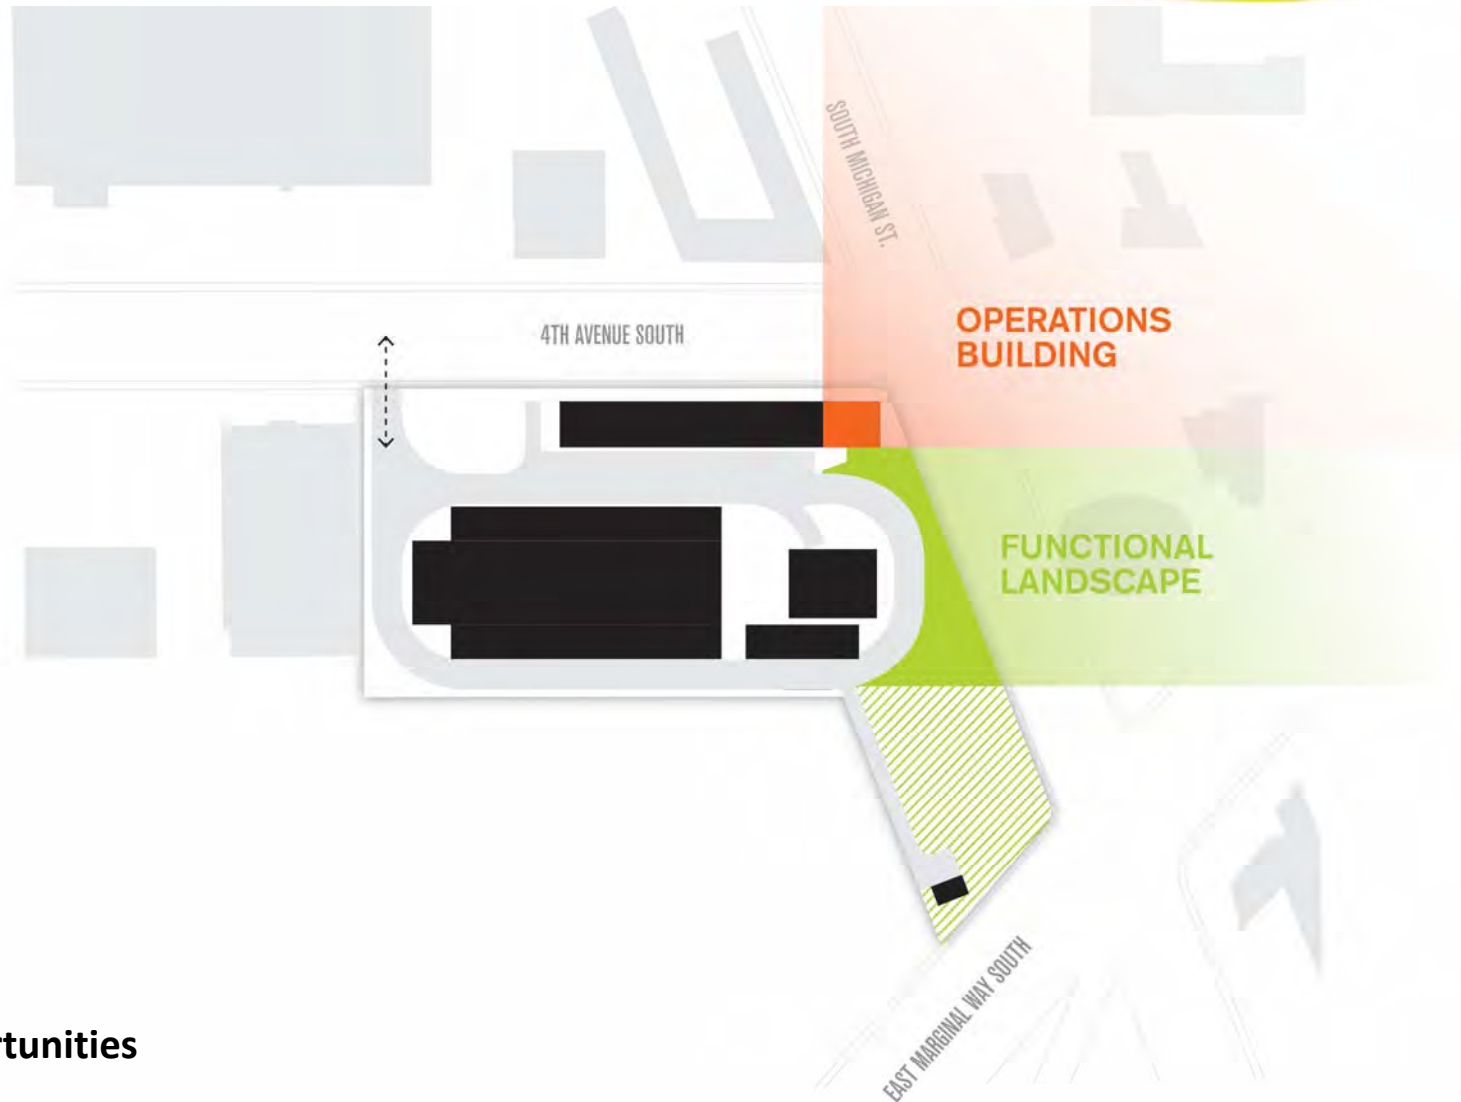 SOUTH MICHIGAN ST.
OPERATIONS
BUILDING
4TH AVENUE SOUTH
FUNCTIONAL
LANDSCAPE
EAST MARGINAL WAY SOUTH
rtunities